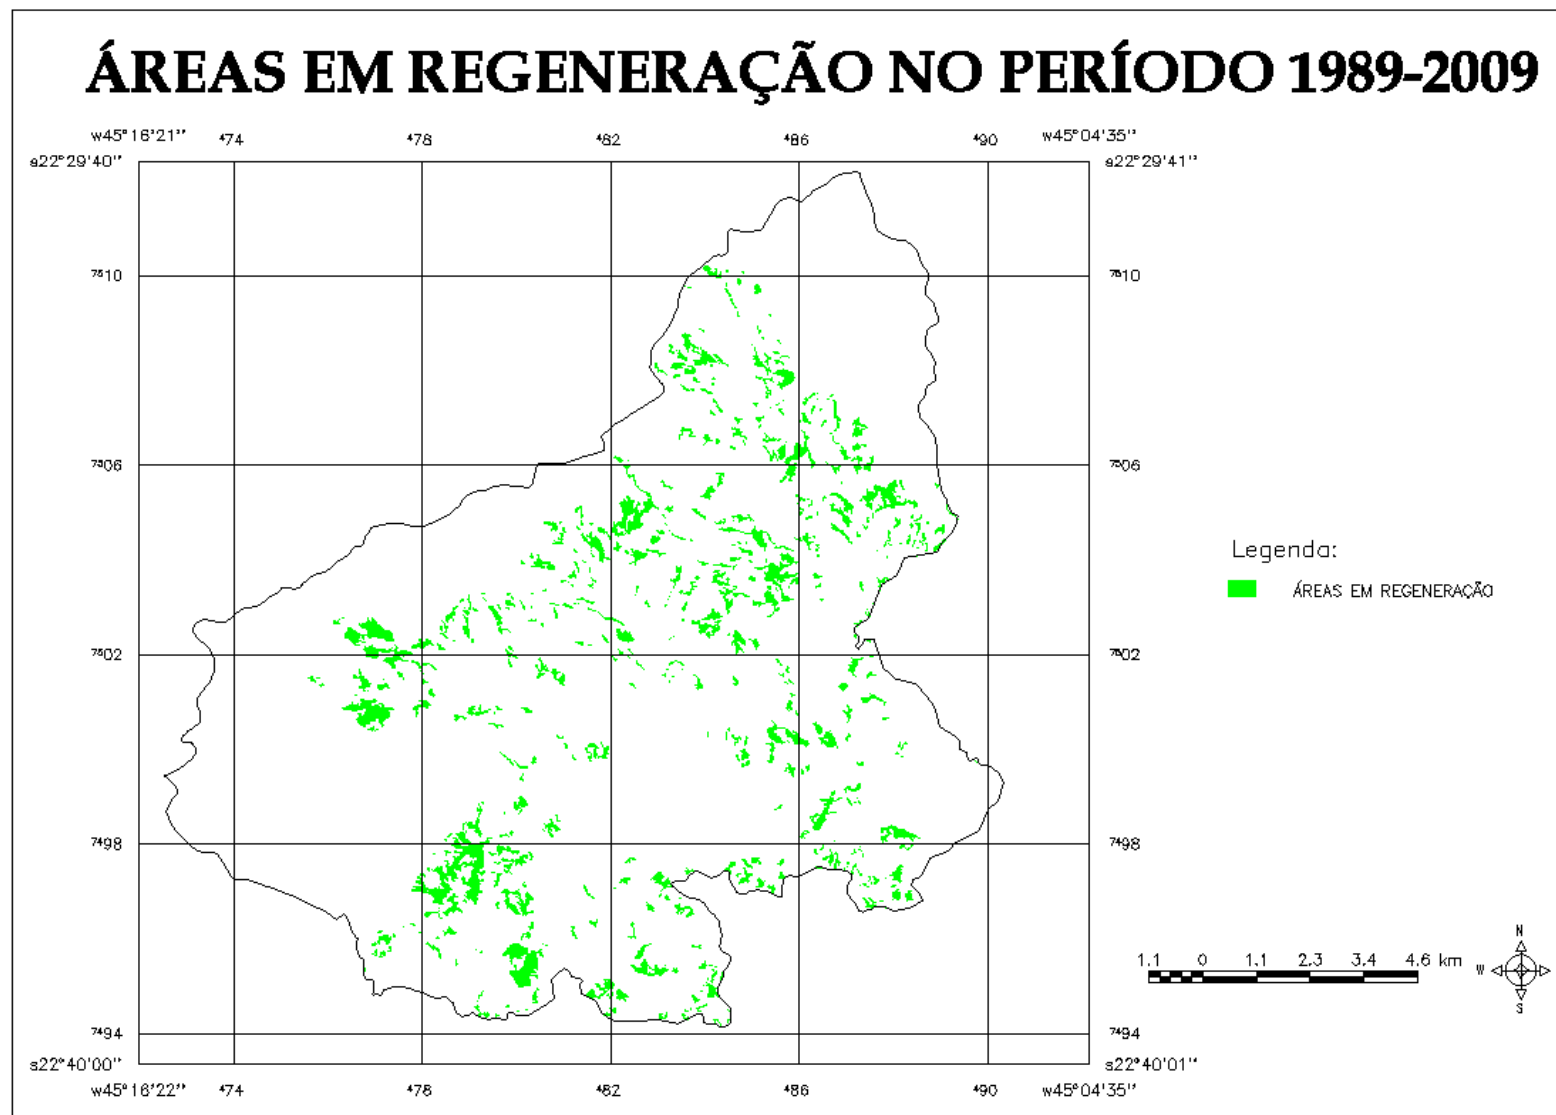 ÁREAS EM REGENERAÇÃO NO PERÍODO 1989-2009
w45°16'21'' 474 478 482 486 490 w45°04'35''
s22°29'40'' s22°29'41''
7510 7510
7506 7506
Legenda:
ÁREAS EM REGENERAÇÃO
7502 7502
7498 7498
N
1.1 0 1.1 2.3 3.4 4.6 km W
S
7494 7494
s22°40'00'' s22°40'01''
w45°16'22'' 474 478 482 486 490 w45°04'35''